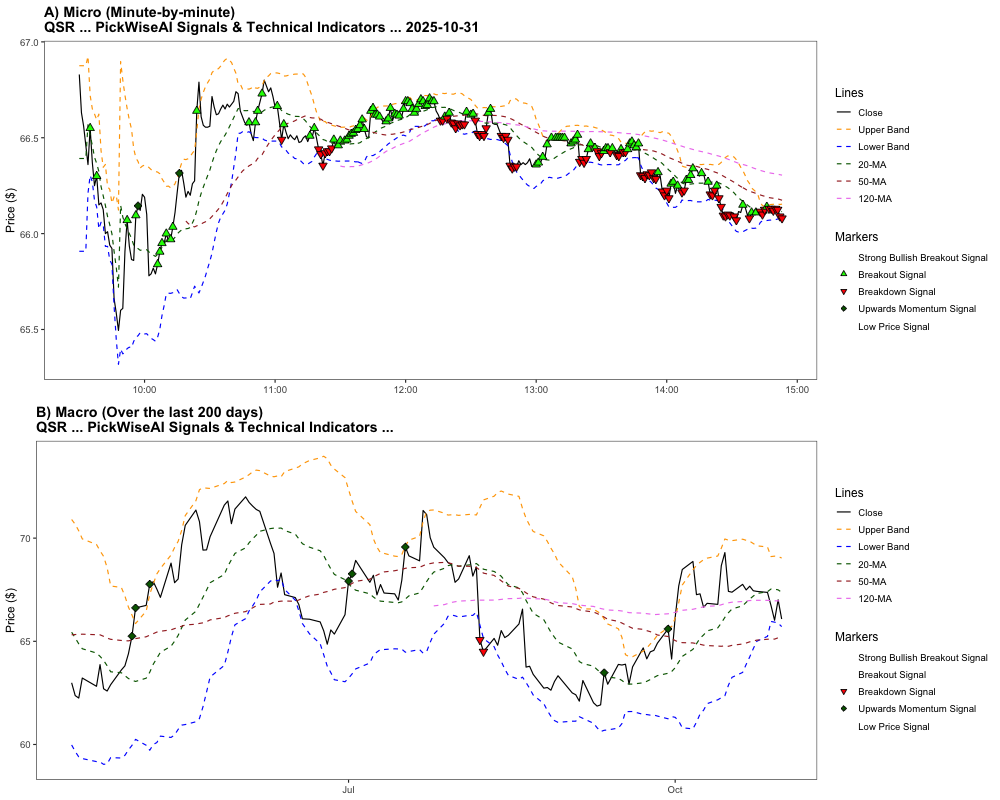 A) Micro (Minute-by-minute)
QSR ... PickWiseAI Signals & Technical Indicators ... 2025-10-31
67.0
66.5
66.0
65.5
Price ($)
10:00
11:00
12:00
13:00
14:00
15:00
Lines
Close
Upper Band
Lower Band
20-MA
50-MA
120-MA
Markers
Strong Bullish Breakout Signal
Breakout Signal
Breakdown Signal
Upwards Momentum Signal
Low Price Signal
B) Macro (Over the last 200 days)
QSR ... PickWiseAI Signals & Technical Indicators ...
70
65
60
Price ($)
Jul
Oct
Lines
Close
Upper Band
Lower Band
20-MA
50-MA
120-MA
Markers
Strong Bullish Breakout Signal
Breakout Signal
Breakdown Signal
Upwards Momentum Signal
Low Price Signal